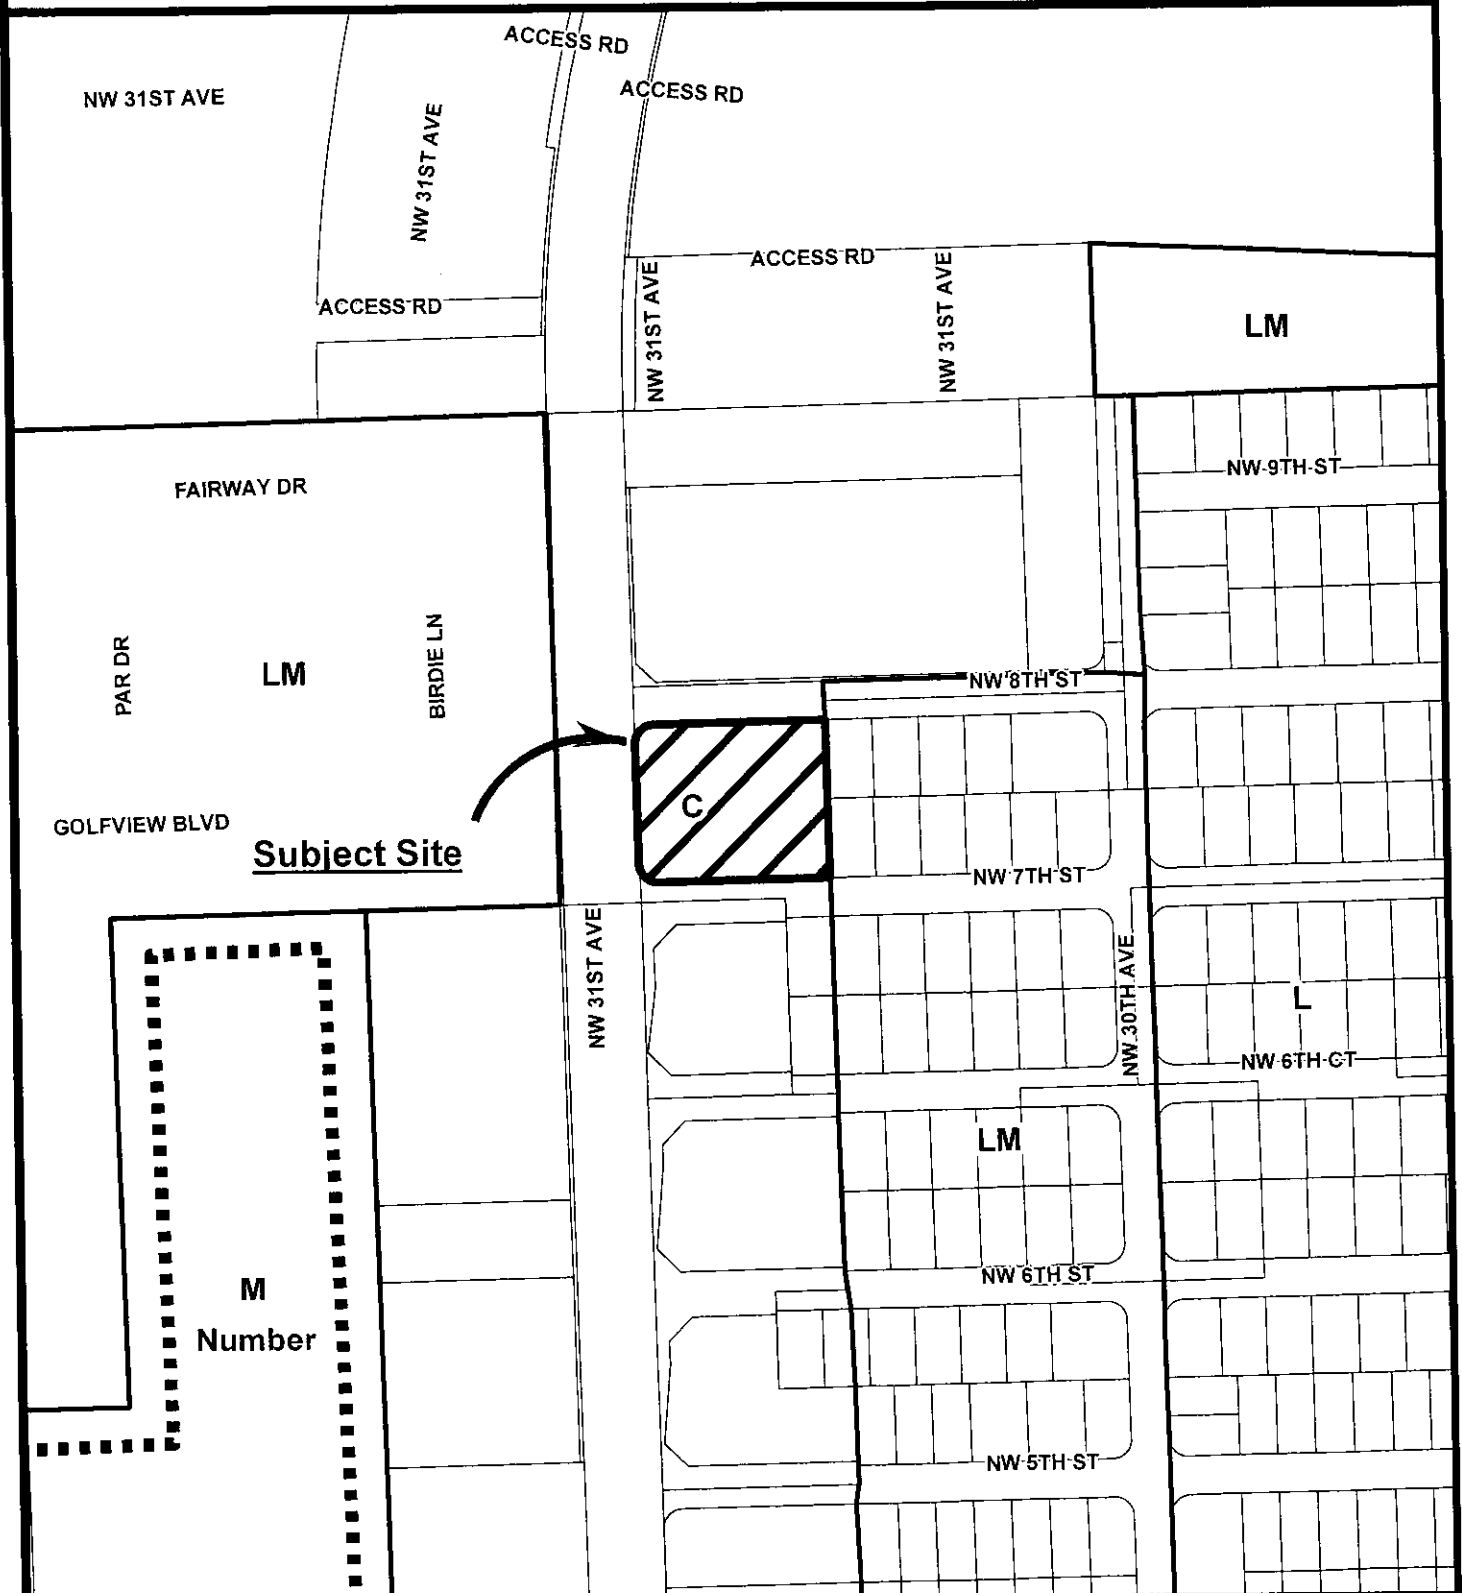 ACCESS RD
ACCESS RD
NW 31ST AVE
NW 31ST AVE
ACCESS RD
NW 31ST AVE
NW 31ST AVE
ACCESS RD
LM
NW 9TH ST
FAIRWAY DR
PAR DR
LM
BIRDIE LN
NW 8TH ST
C
GOLFVIEW BLVD
Subject Site
NW 7TH ST
NW 31ST AVE
NW 30TH AVE
L
NW 6TH CT
LM
NW 6TH ST
M
Number
NW 5TH ST